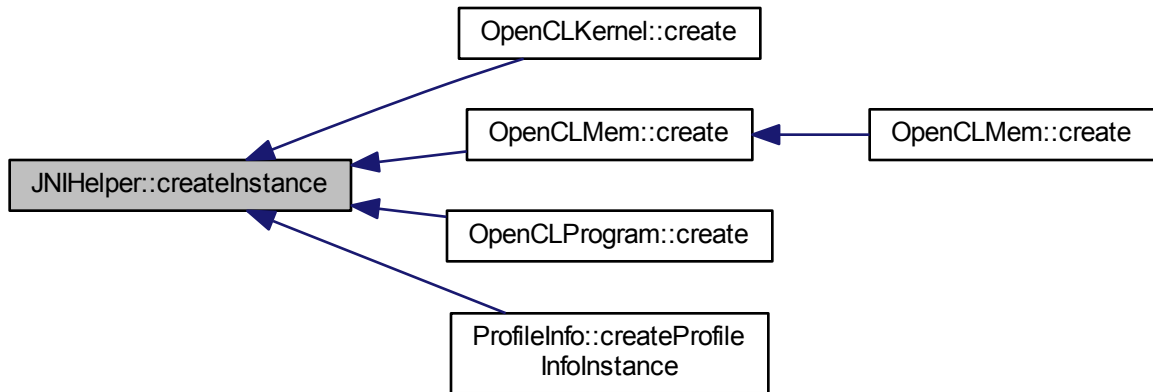 OpenCLKernel::create
OpenCLMem::create
OpenCLMem::create
JNIHelper::createInstance
OpenCLProgram::create
ProfileInfo::createProfile
InfoInstance